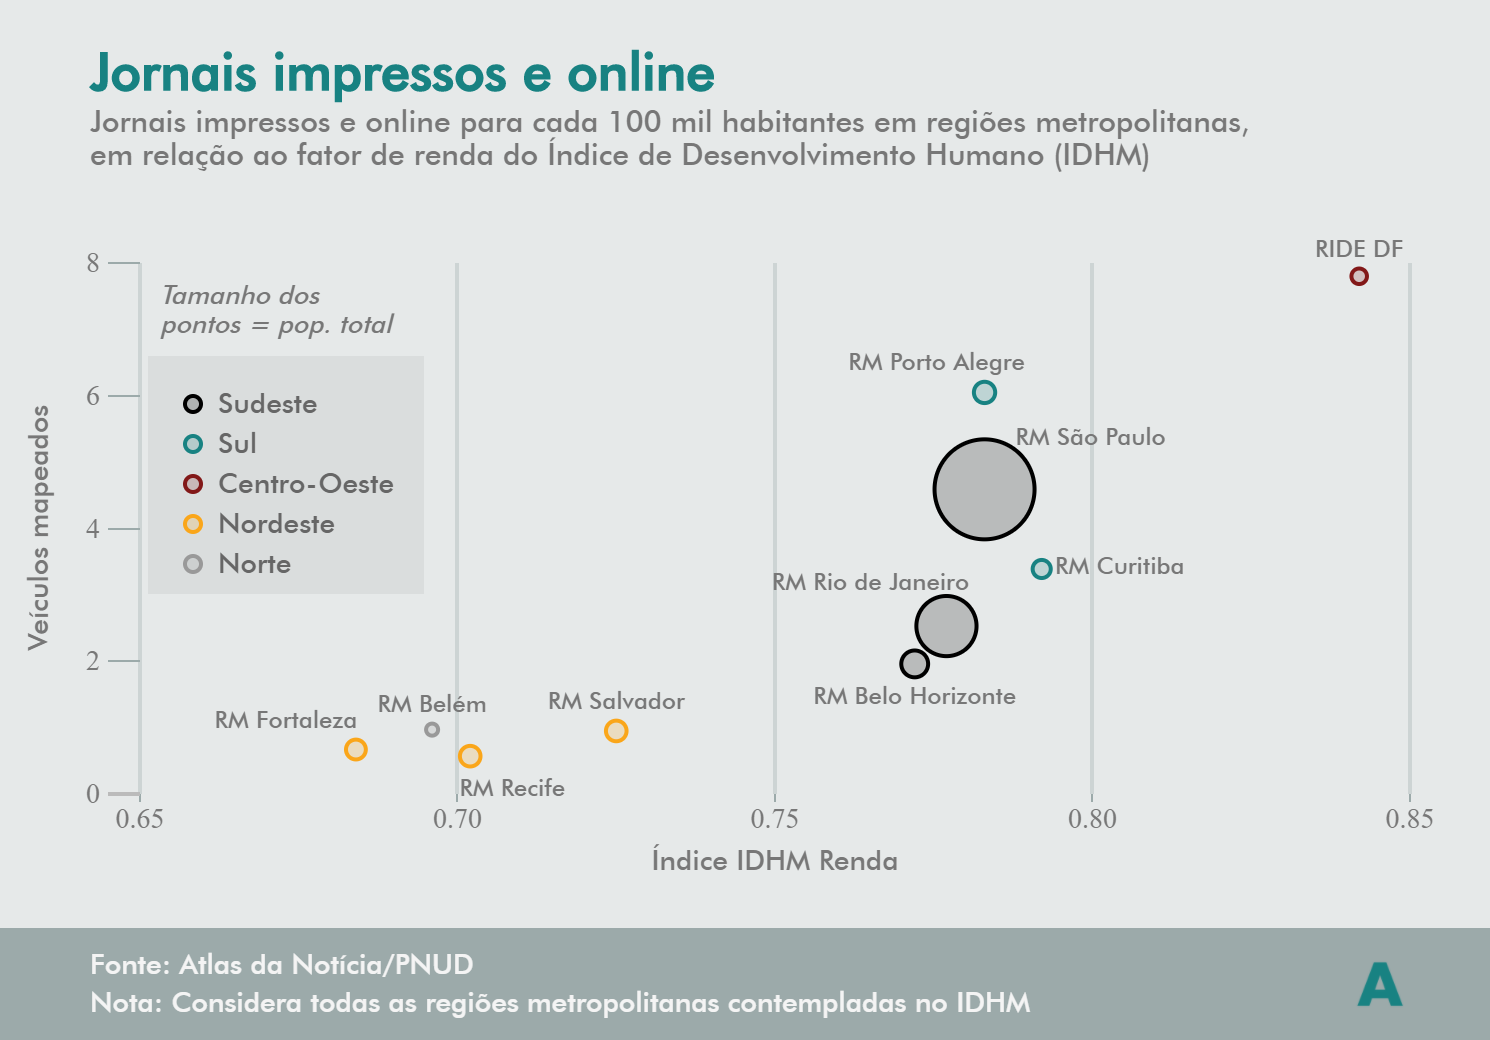 Jornais impressos e online
Jornais impressos e online para cada 100 mil habitantes em regiões metropolitanas,
em relação ao fator de renda do Índice de Desenvolvimento Humano (IDHM)
RIDE DF
8
Tamanho dos
pontos = pop. total
RM Porto Alegre
6
Sudeste
RM São Paulo
Sul
Centro-Oeste
4
Nordeste
Norte
RM Curitiba
RM Rio de Janeiro
Veículos mapeados
2
RM Belo Horizonte
RM Salvador
RM Belém
RM Fortaleza
RM Recife
0
0.65
0.70
0.75
0.80
0.85
Índice IDHM Renda
Fonte: Atlas da Notícia/PNUD
Nota: Considera todas as regiões metropolitanas contempladas no IDHM
A